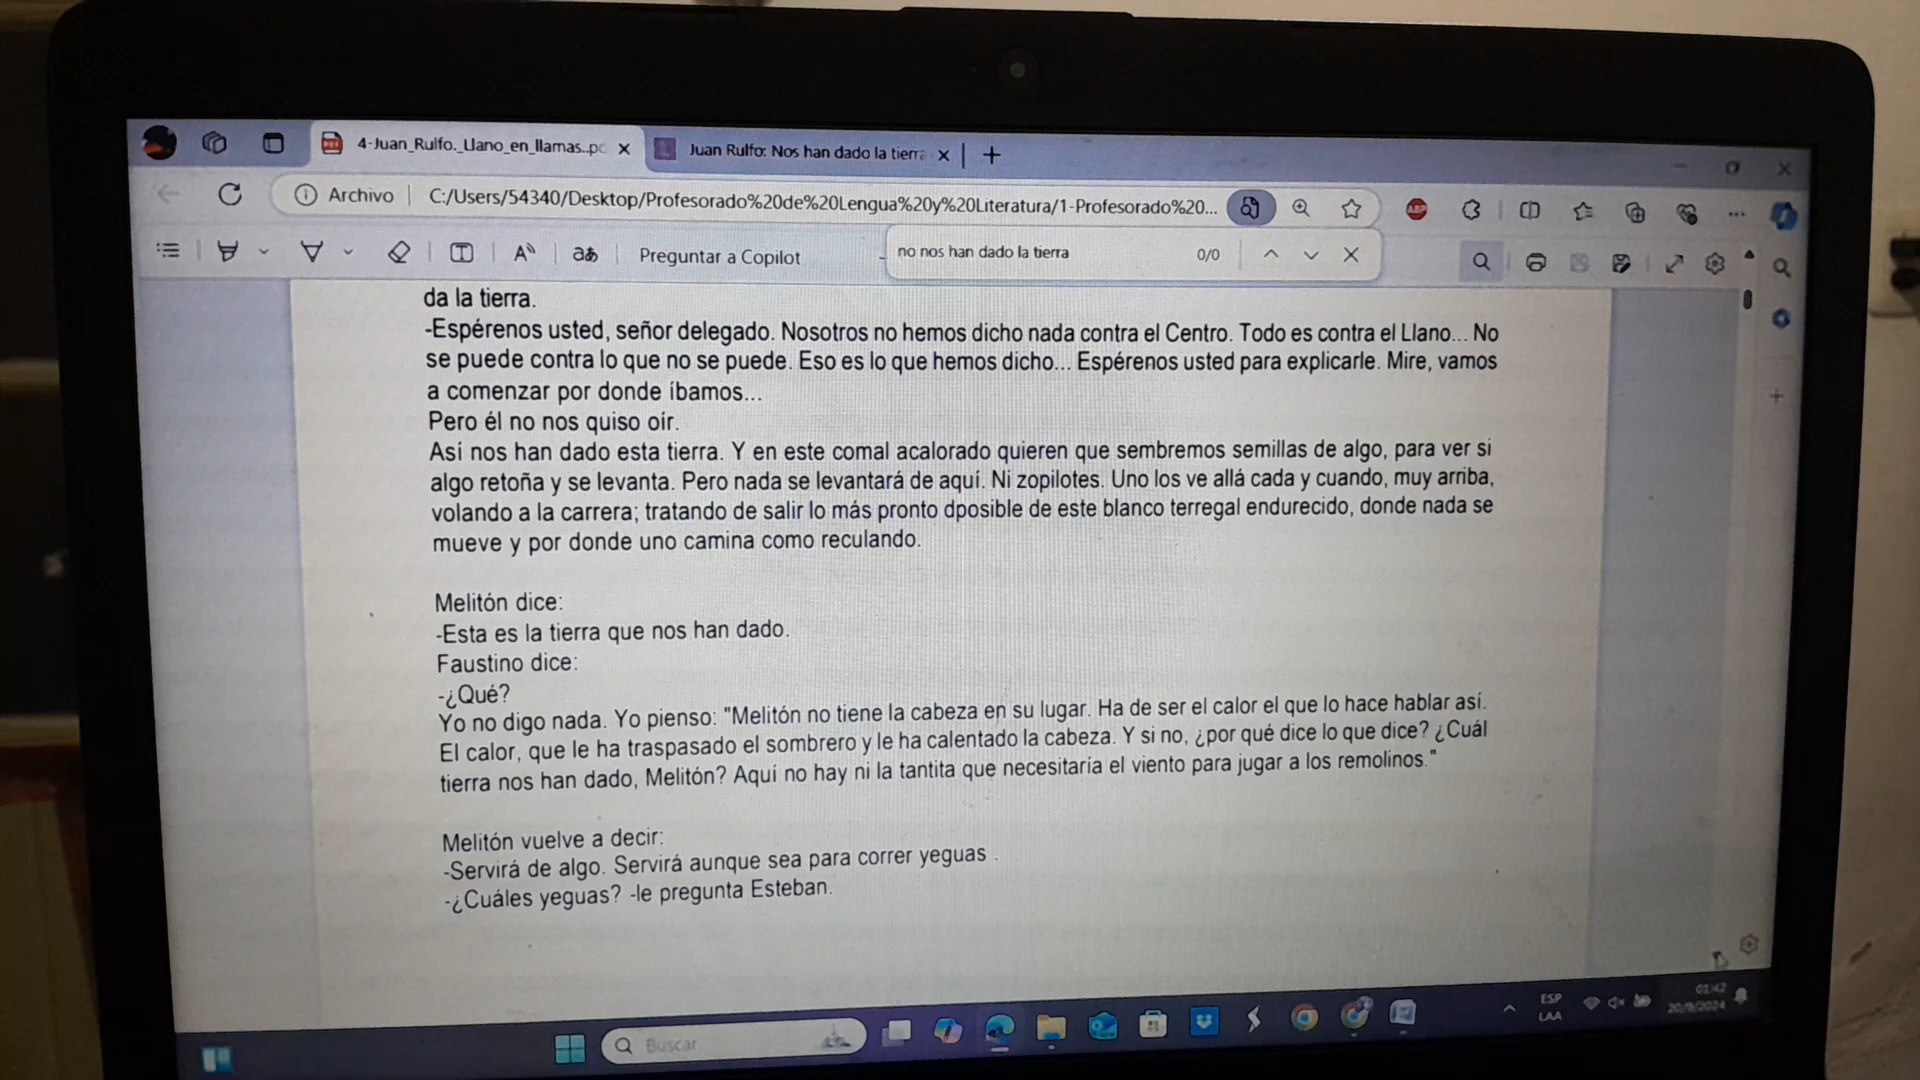 4-Juan_Rulfo._Llano_en_llamas..pc
Juan Rulfo: Nos han dado la tierra
Archivo
C:/Users/54340/Desktop/Profesorado%20de%20Lengua%20y%20Literatura/1-Profesorado%20...
ABP
aあ
Preguntar a Copilot
no nos han dado la tierra
0/0
da la tierra.
-Espérenos usted, señor delegado. Nosotros no hemos dicho nada contra el Centro. Todo es contra el Llano... No
se puede contra lo que no se puede. Eso es lo que hemos dicho... Espérenos usted para explicarle. Mire, vamos
a comenzar por donde íbamos...
Pero él no nos quiso oír.
Así nos han dado esta tierra. Y en este comal acalorado quieren que sembremos semillas de algo, para ver si
algo retoña y se levanta. Pero nada se levantará de aquí. Ni zopilotes. Uno los ve allá cada y cuando, muy arriba,
volando a la carrera; tratando de salir lo más pronto dposible de este blanco terregal endurecido, donde nada se
mueve y por donde uno camina como reculando.
Melitón dice:
-Esta es la tierra que nos han dado.
Faustino dice:
-¿Qué?
Yo no digo nada. Yo pienso: "Melitón no tiene la cabeza en su lugar. Ha de ser el calor el que lo hace hablar así.
El calor, que le ha traspasado el sombrero y le ha calentado la cabeza. Y si no, ¿por qué dice lo que dice? ¿Cuál
tierra nos han dado, Melitón? Aquí no hay ni la tantita que necesitaría el viento para jugar a los remolinos."
Melitón vuelve a decir:
-Servirá de algo. Servirá aunque sea para correr yeguas .
-¿Cuáles yeguas? -le pregunta Esteban.
Buscar
ESP
LAA
01:42
20/9/2024